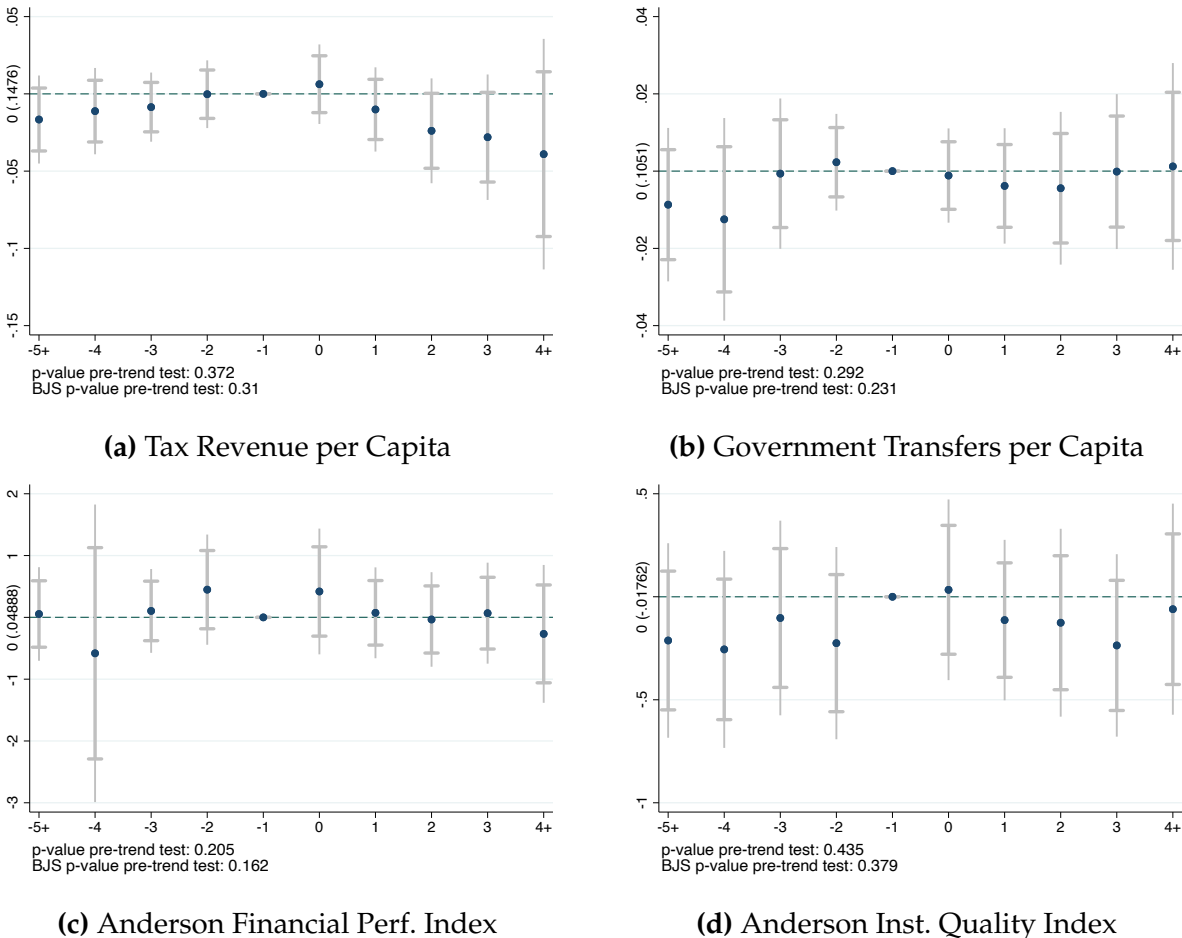 .05
0 (.1476)
-.05
-.1
-.15
-5+ -4 -3 -2 -1 0 1 2 3 4+
p-value pre-trend test: 0.372
BJS p-value pre-trend test: 0.31
(a) Tax Revenue per Capita
.04
.02
0 (.1051)
-.02
-.04
-5+ -4 -3 -2 -1 0 1 2 3 4+
p-value pre-trend test: 0.292
BJS p-value pre-trend test: 0.231
(b) Government Transfers per Capita
2
1
0 (.04888)
-1
-2
-3
-5+ -4 -3 -2 -1 0 1 2 3 4+
p-value pre-trend test: 0.205
BJS p-value pre-trend test: 0.162
(c) Anderson Financial Perf. Index
.5
0 (-.01762)
-.5
-1
-5+ -4 -3 -2 -1 0 1 2 3 4+
p-value pre-trend test: 0.435
BJS p-value pre-trend test: 0.379
(d) Anderson Inst. Quality Index